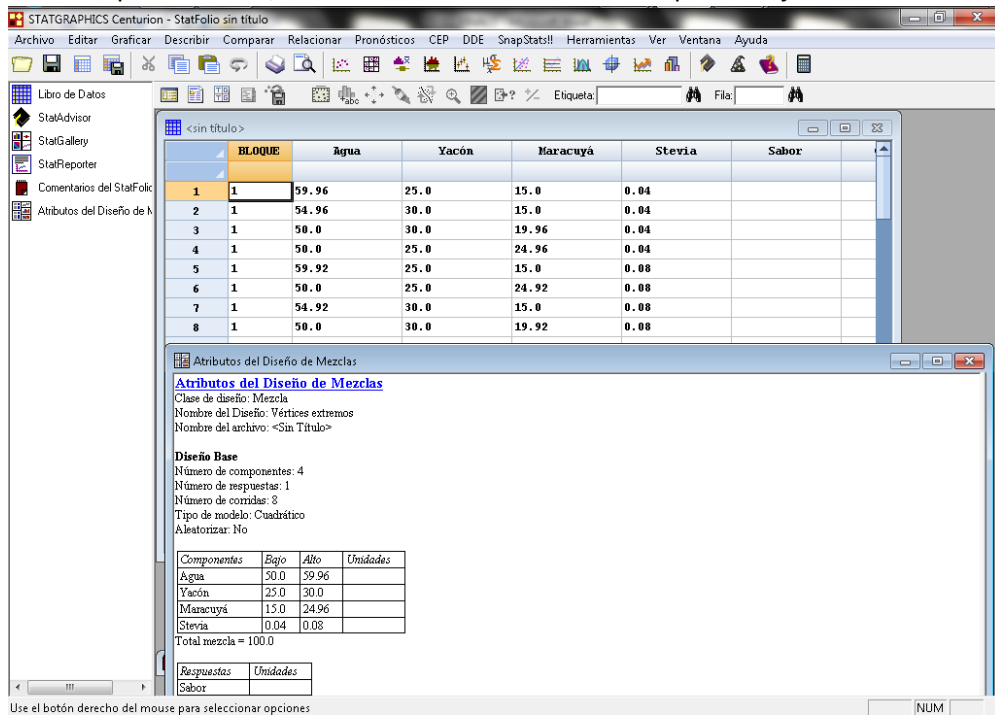 STATGRAPHICS Centurion - StatFolio sin título
Archivo Editar Graficar Describir Comparar Relacionar Pronósticos CEP DDE SnapStats!! Herramientas Ver Ventana Ayuda
Libro de Datos
StatAdvisor
StatGallery
StatReporter
Comentarios del StatFolio
Atributos del Diseño de M
Etiqueta: Fila:
<sin título>
BLOQUE Agua Yacón Maracuyá Stevia Sabor
1 1 59.96 25.0 15.0 0.04
2 1 54.96 30.0 15.0 0.04
3 1 50.0 30.0 19.96 0.04
4 1 50.0 25.0 24.96 0.04
5 1 59.92 25.0 15.0 0.08
6 1 50.0 25.0 24.92 0.08
7 1 54.92 30.0 15.0 0.08
8 1 50.0 30.0 19.92 0.08
Atributos del Diseño de Mezclas
Atributos del Diseño de Mezclas
Clase de diseño: Mezcla
Nombre del Diseño: Vértices extremos
Nombre del archivo: <Sin Título>
Diseño Base
Número de componentes: 4
Número de respuestas: 1
Número de corridas: 8
Tipo de modelo: Cuadrático
Aleatorizar: No
Componentes Bajo Alto Unidades
Agua 50.0 59.96
Yacón 25.0 30.0
Maracuyá 15.0 24.96
Stevia 0.04 0.08
Total mezcla = 100.0
Respuestas Unidades
Sabor
Use el botón derecho del mouse para seleccionar opciones
NUM